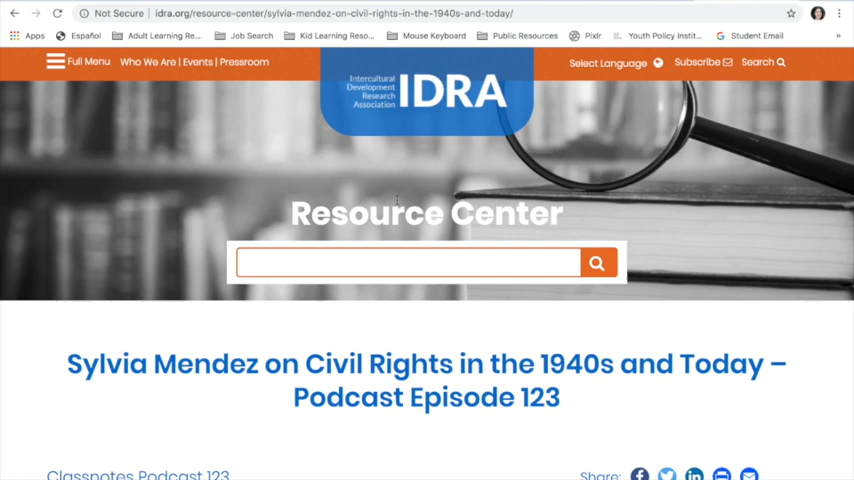 Not Secure | idra.org/resource-center/sylvia-mendez-on-civil-rights-in-the-1940s-and-today/
Apps Español Adult Learning Re... Job Search Kid Learning Reso... Mouse Keyboard Public Resources Pixlr Youth Policy Instit... Student Email »
Full Menu Who We Are | Events | Pressroom
Select Language Subscribe Search
Intercultural
Development
Research
Association
IDRA
Resource Center
Sylvia Mendez on Civil Rights in the 1940s and Today –
Podcast Episode 123
Classnotes Podcast 123
Share: